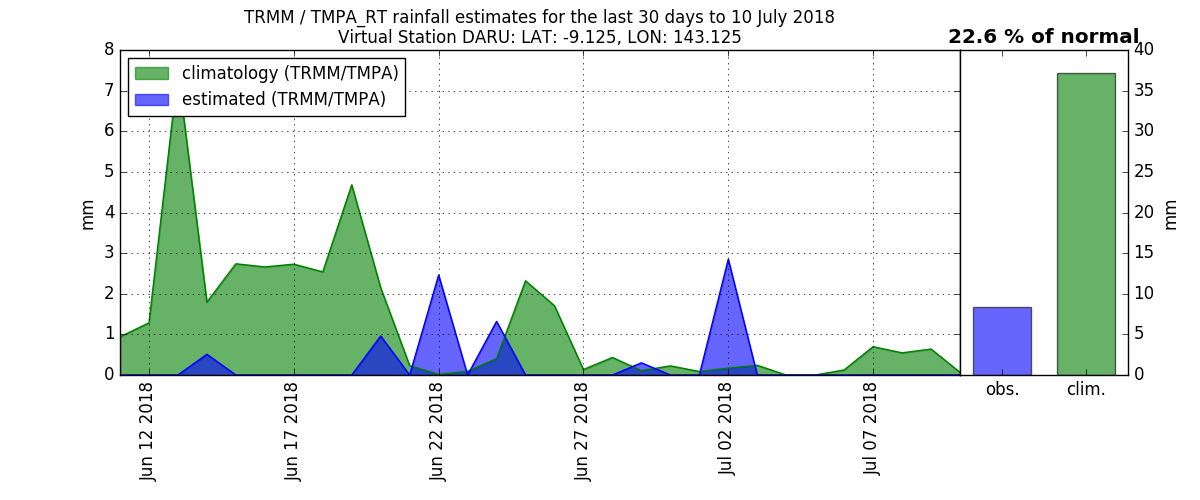 TRMM / TMPA_RT rainfall estimates for the last 30 days to 10 July 2018
Virtual Station DARU: LAT: -9.125, LON: 143.125
22.6 % of normal
climatology (TRMM/TMPA)
estimated (TRMM/TMPA)
mm
8
7
6
5
4
3
2
1
0
Jun 12 2018
Jun 17 2018
Jun 22 2018
Jun 27 2018
Jul 02 2018
Jul 07 2018
obs.
clim.
40
35
30
25
20
15
10
5
0
mm